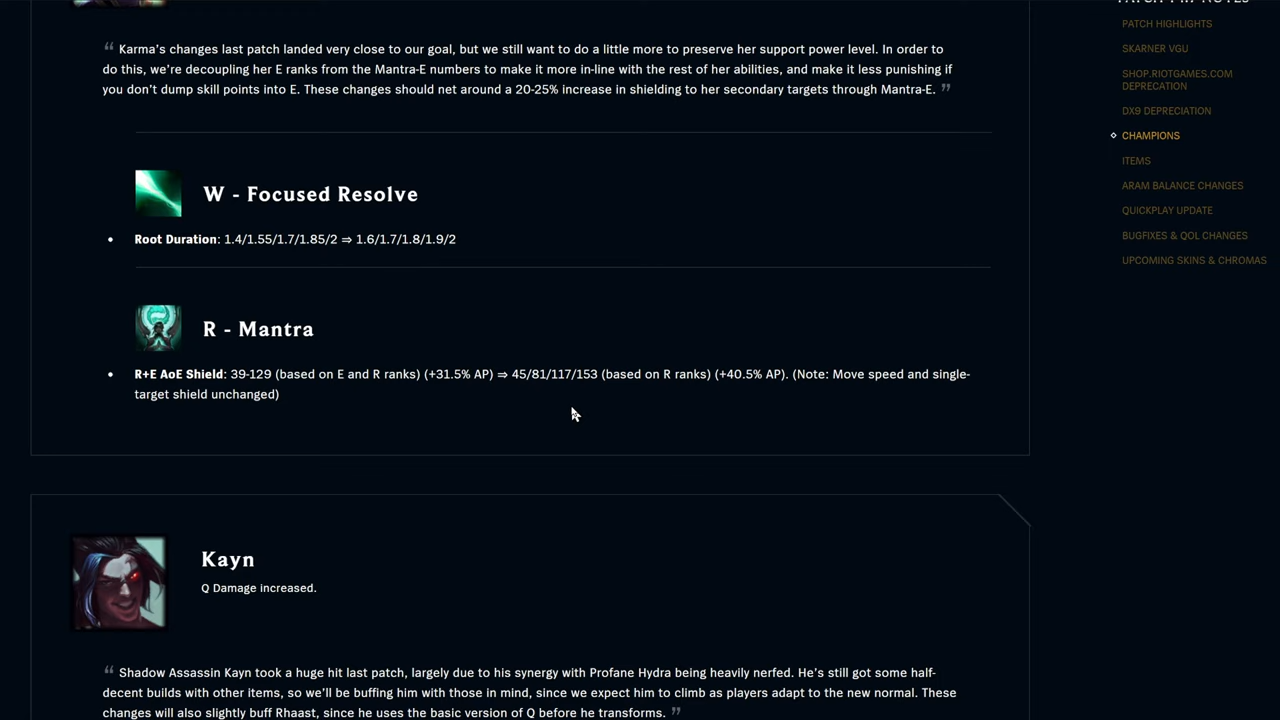 PATCH HIGHLIGHTS
SKARNER VGU
SHOP.RIOTGAMES.COM
DEPRECATION
DX9 DEPRECIATION
CHAMPIONS
ITEMS
ARAM BALANCE CHANGES
QUICKPLAY UPDATE
BUGFIXES & QOL CHANGES
UPCOMING SKINS & CHROMAS
“ Karma’s changes last patch landed very close to our goal, but we still want to do a little more to preserve her support power level. In order to
do this, we’re decoupling her E ranks from the Mantra-E numbers to make it more in-line with the rest of her abilities, and make it less punishing if
you don’t dump skill points into E. These changes should net around a 20-25% increase in shielding to her secondary targets through Mantra-E. ”
W - Focused Resolve
• Root Duration: 1.4/1.55/1.7/1.85/2 ⇒ 1.6/1.7/1.8/1.9/2
R - Mantra
• R+E AoE Shield: 39-129 (based on E and R ranks) (+31.5% AP) ⇒ 45/81/117/153 (based on R ranks) (+40.5% AP). (Note: Move speed and single-
target shield unchanged)
Kayn
Q Damage increased.
“ Shadow Assassin Kayn took a huge hit last patch, largely due to his synergy with Profane Hydra being heavily nerfed. He’s still got some half-
decent builds with other items, so we’ll be buffing him with those in mind, since we expect him to climb as players adapt to the new normal. These
changes will also slightly buff Rhaast, since he uses the basic version of Q before he transforms. ”